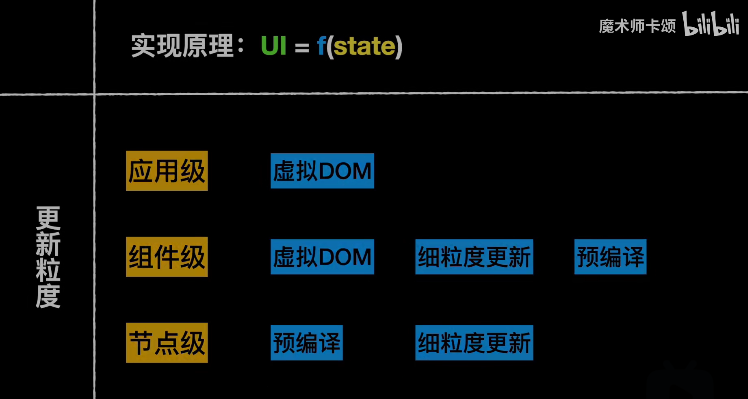 魔术师卡颂 bilibili
实现原理：UI = f(state)
更新粒度
应用级 虚拟DOM
组件级 虚拟DOM 细粒度更新 预编译
节点级 预编译 细粒度更新